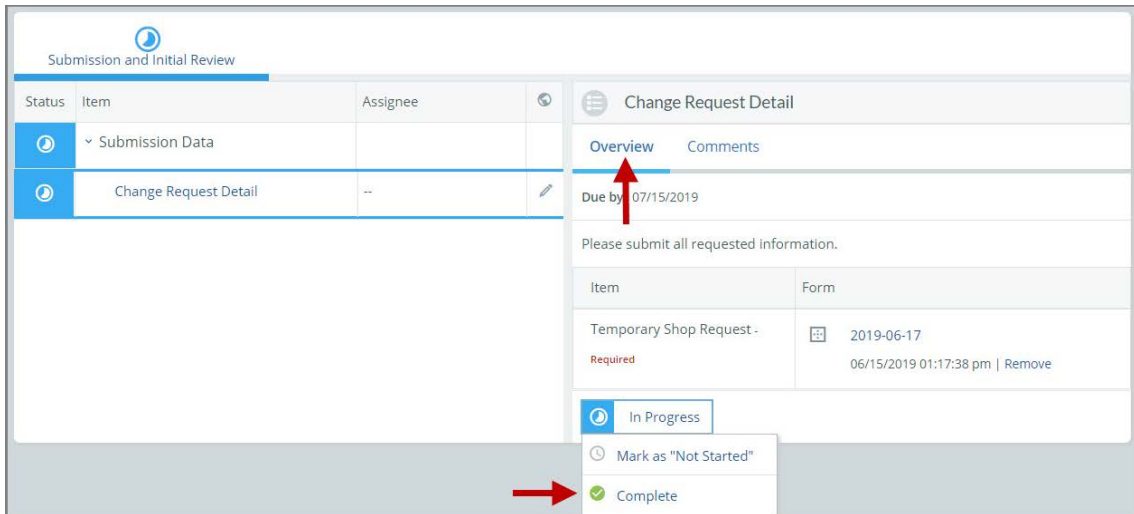 Submission and Initial Review
Status Item Assignee
Submission Data
Change Request Detail --
Change Request Detail
Overview Comments
Due by 07/15/2019
Please submit all requested information.
Item Form
Temporary Shop Request - 2019-06-17
Required 06/15/2019 01:17:38 pm | Remove
In Progress
Mark as "Not Started"
Complete